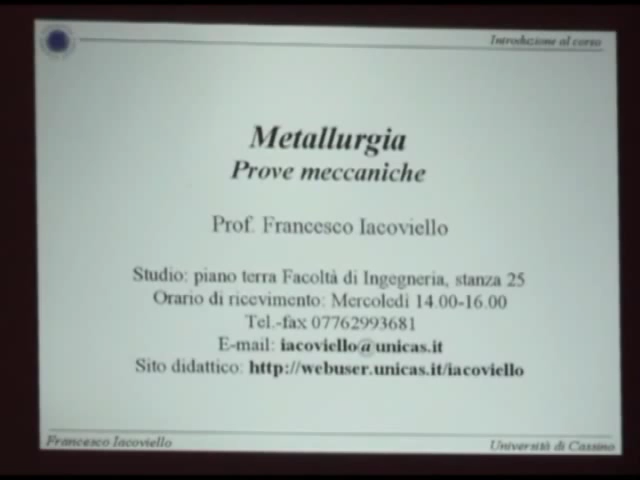 Introduzione al corso
Metallurgia
Prove meccaniche
Prof. Francesco Iacoviello
Studio: piano terra Facoltà di Ingegneria, stanza 25
Orario di ricevimento: Mercoledì 14.00-16.00
Tel.-fax 07762993681
E-mail: iacoviello@unicas.it
Sito didattico: http://webuser.unicas.it/iacoviello
Francesco Iacoviello
Università di Cassino